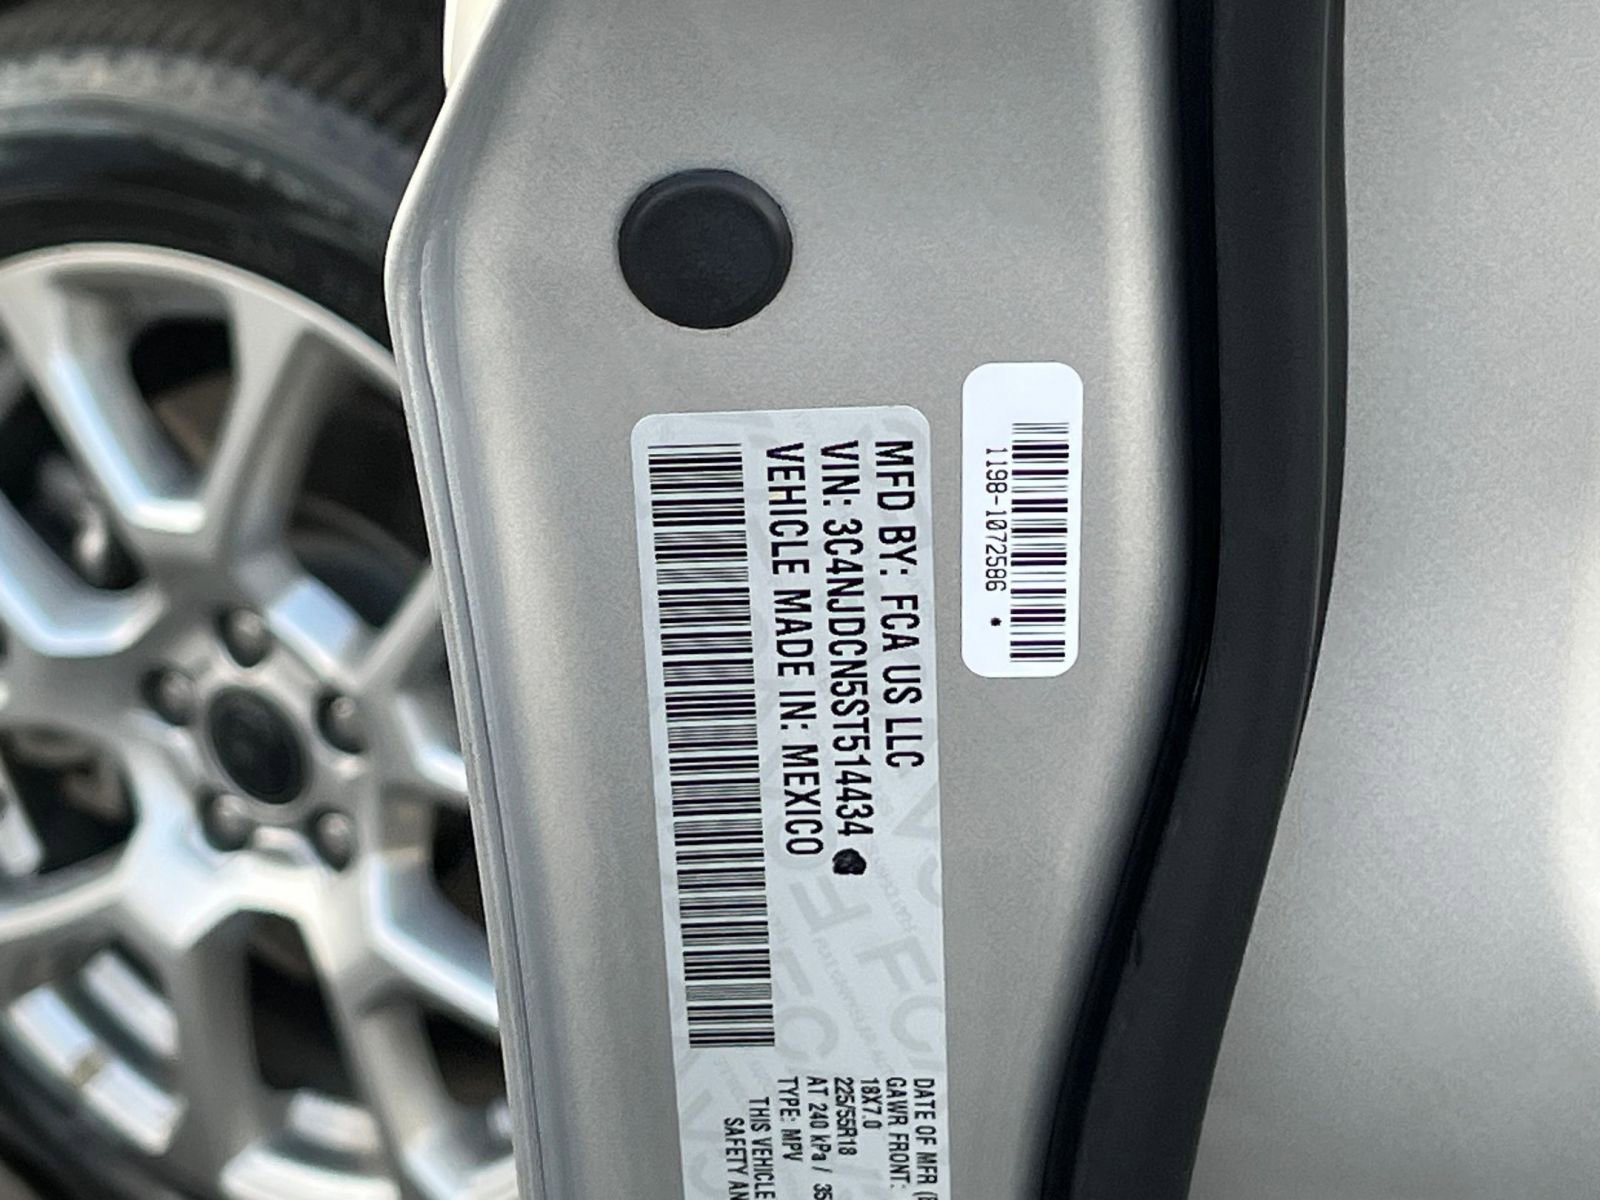 1198-1072586 *
MFD BY: FCA US LLC
VIN: 3C4NJDCN5ST514434
VEHICLE MADE IN: MEXICO
DATE OF MFR
GAWR FRONT:
18X7.0
225/55R18
AT 240 kPa / 35
TYPE: MPV
THIS VEHICLE
SAFETY AN